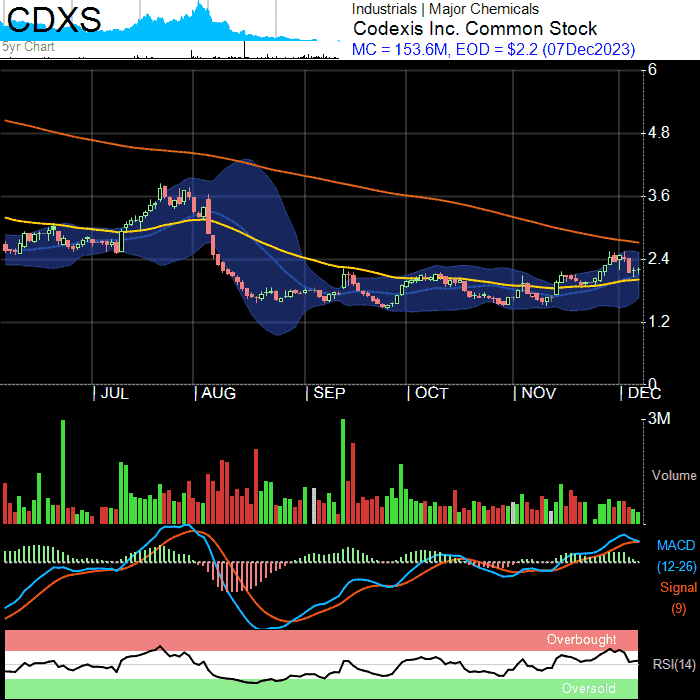 CDXS
Industrials | Major Chemicals
Codexis Inc. Common Stock
5yr Chart
MC = 153.6M, EOD = $2.2 (07Dec2023)
6
4.8
3.6
2.4
1.2
0
| JUL | AUG | SEP | OCT | NOV | DEC
3M
Volume
MACD
(12-26)
Signal
(9)
Overbought
RSI(14)
Oversold